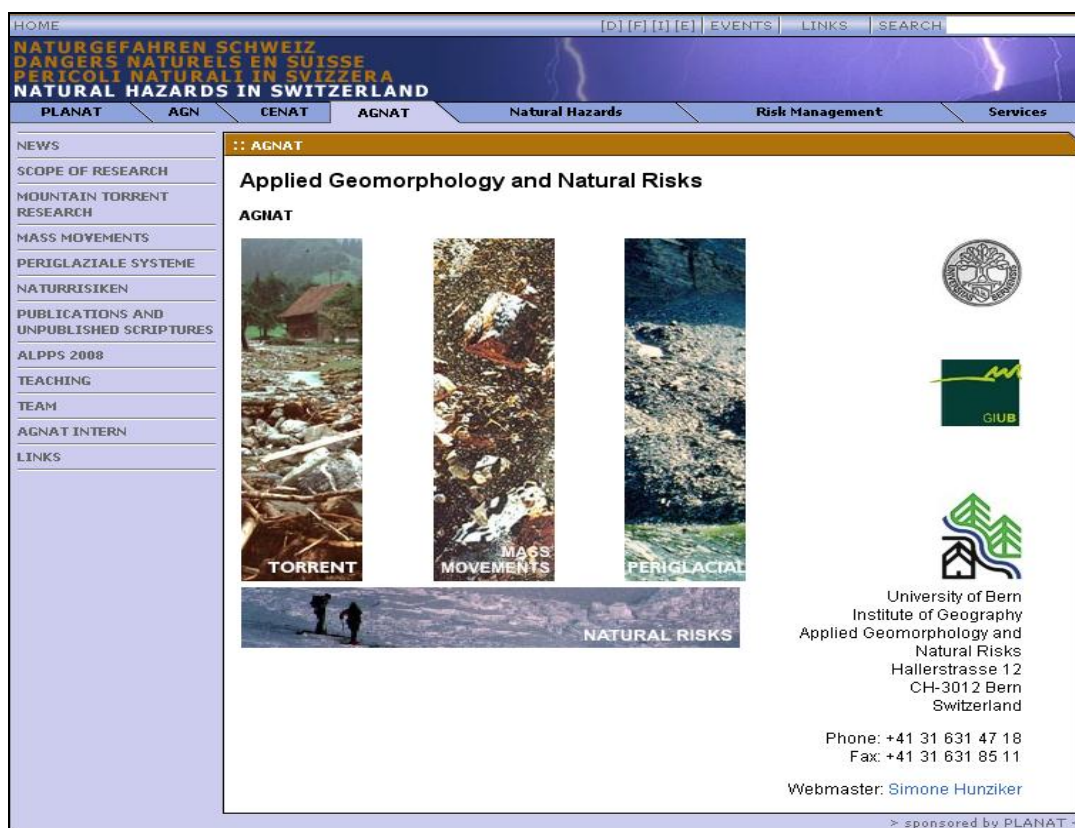 HOME
[D] [F] [I] [E] EVENTS LINKS SEARCH
NATURGEFAHREN SCHWEIZ
DANGERS NATURELS EN SUISSE
PERICOLI NATURALI IN SVIZZERA
NATURAL HAZARDS IN SWITZERLAND
PLANAT AGN CENAT AGNAT Natural Hazards Risk Management Services
NEWS
SCOPE OF RESEARCH
MOUNTAIN TORRENT
RESEARCH
MASS MOVEMENTS
PERIGLAZIALE SYSTEME
NATURRISIKEN
PUBLICATIONS AND
UNPUBLISHED SCRIPTURES
ALPPS 2008
TEACHING
TEAM
AGNAT INTERN
LINKS
:: AGNAT
Applied Geomorphology and Natural Risks
AGNAT
TORRENT
MASS
MOVEMENTS
PERIGLACIAL
NATURAL RISKS
GIUB
University of Bern
Institute of Geography
Applied Geomorphology and
Natural Risks
Hallerstrasse 12
CH-3012 Bern
Switzerland
Phone: +41 31 631 47 18
Fax: +41 31 631 85 11
Webmaster: Simone Hunziker
> sponsored by PLANAT